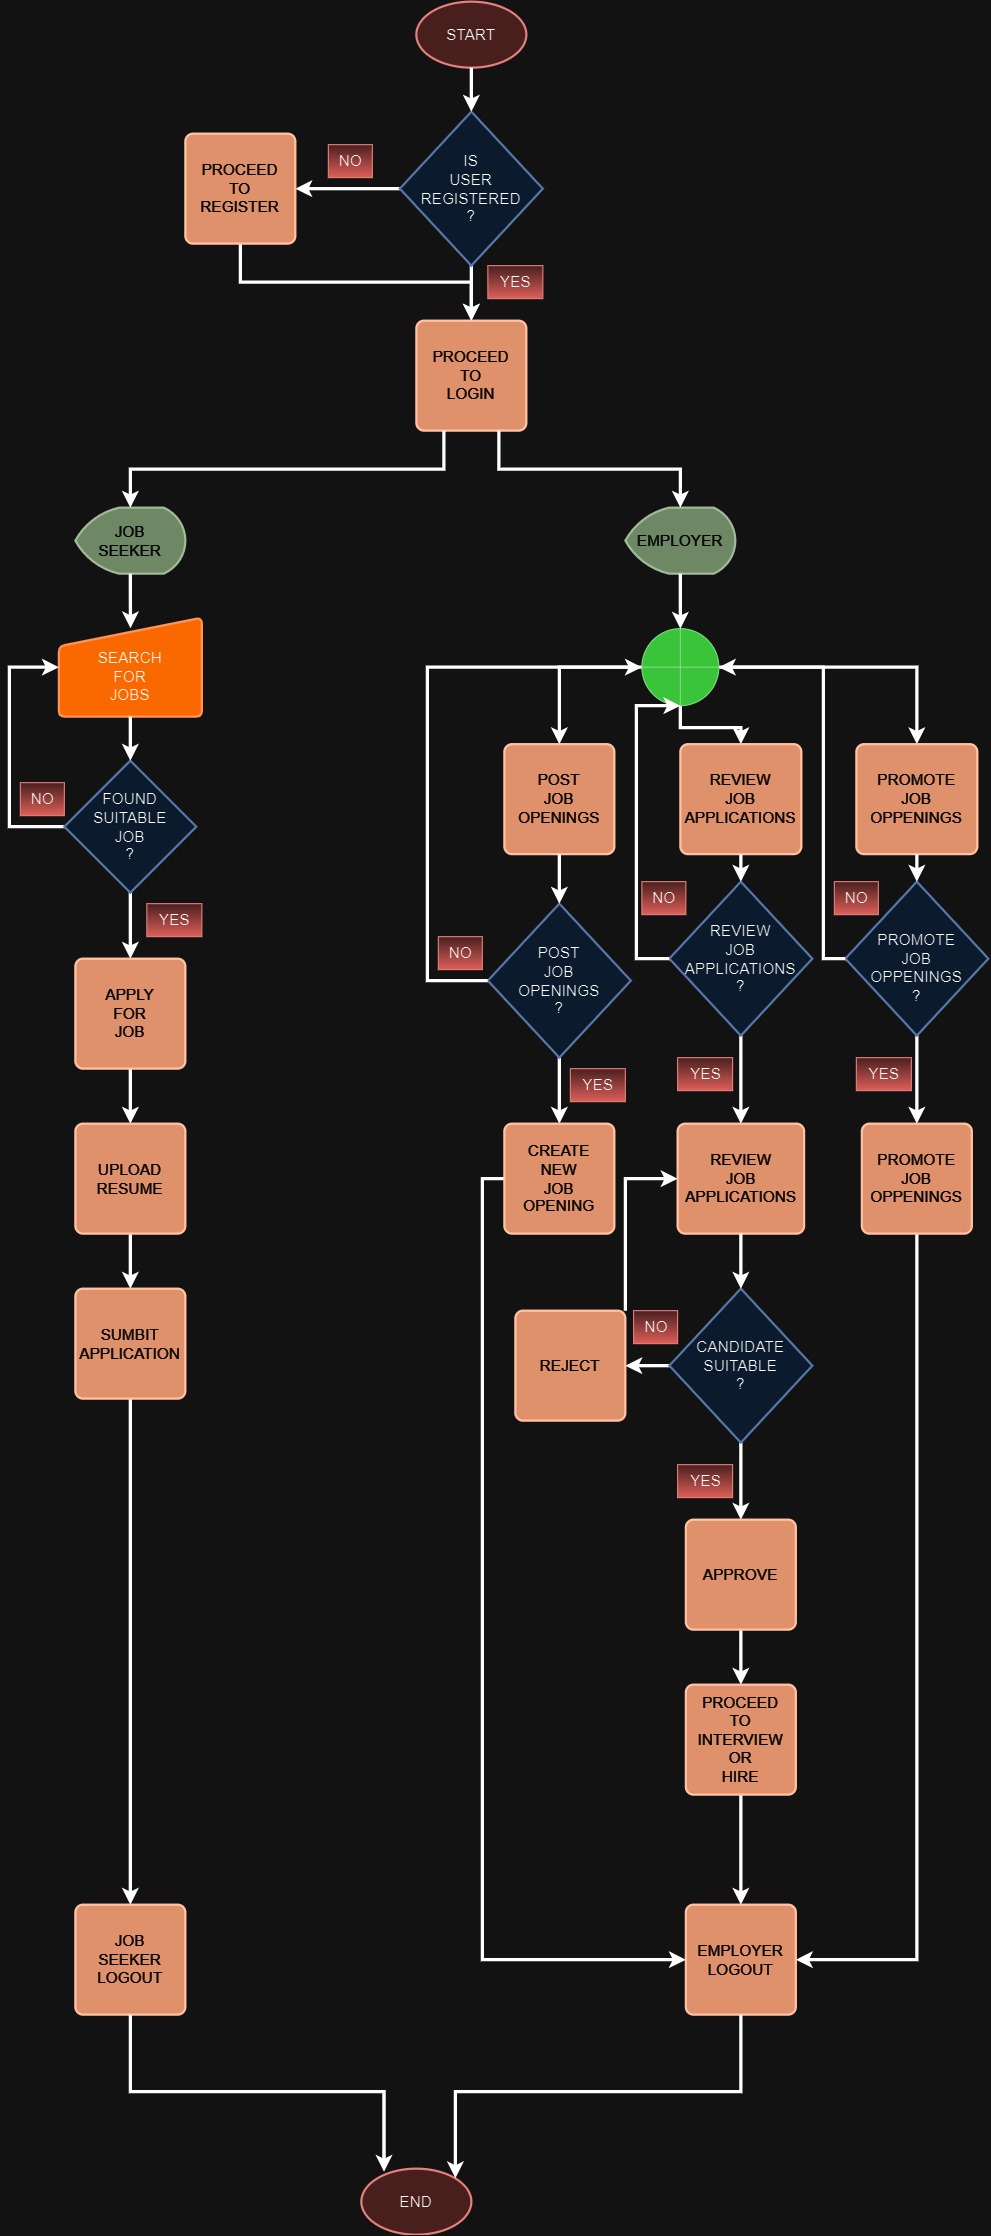 START
IS
USER
REGISTERED
?
NO
PROCEED
TO
REGISTER
YES
PROCEED
TO
LOGIN
JOB
SEEKER
EMPLOYER
SEARCH
FOR
JOBS
FOUND
SUITABLE
JOB
?
NO
YES
APPLY
FOR
JOB
UPLOAD
RESUME
SUMBIT
APPLICATION
JOB
SEEKER
LOGOUT
POST
JOB
OPENINGS
REVIEW
JOB
APPLICATIONS
PROMOTE
JOB
OPPENINGS
NO
POST
JOB
OPENINGS
?
NO
REVIEW
JOB
APPLICATIONS
?
NO
PROMOTE
JOB
OPPENINGS
?
YES
YES
YES
CREATE
NEW
JOB
OPENING
REVIEW
JOB
APPLICATIONS
PROMOTE
JOB
OPPENINGS
REJECT
NO
CANDIDATE
SUITABLE
?
YES
APPROVE
PROCEED
TO
INTERVIEW
OR
HIRE
EMPLOYER
LOGOUT
END